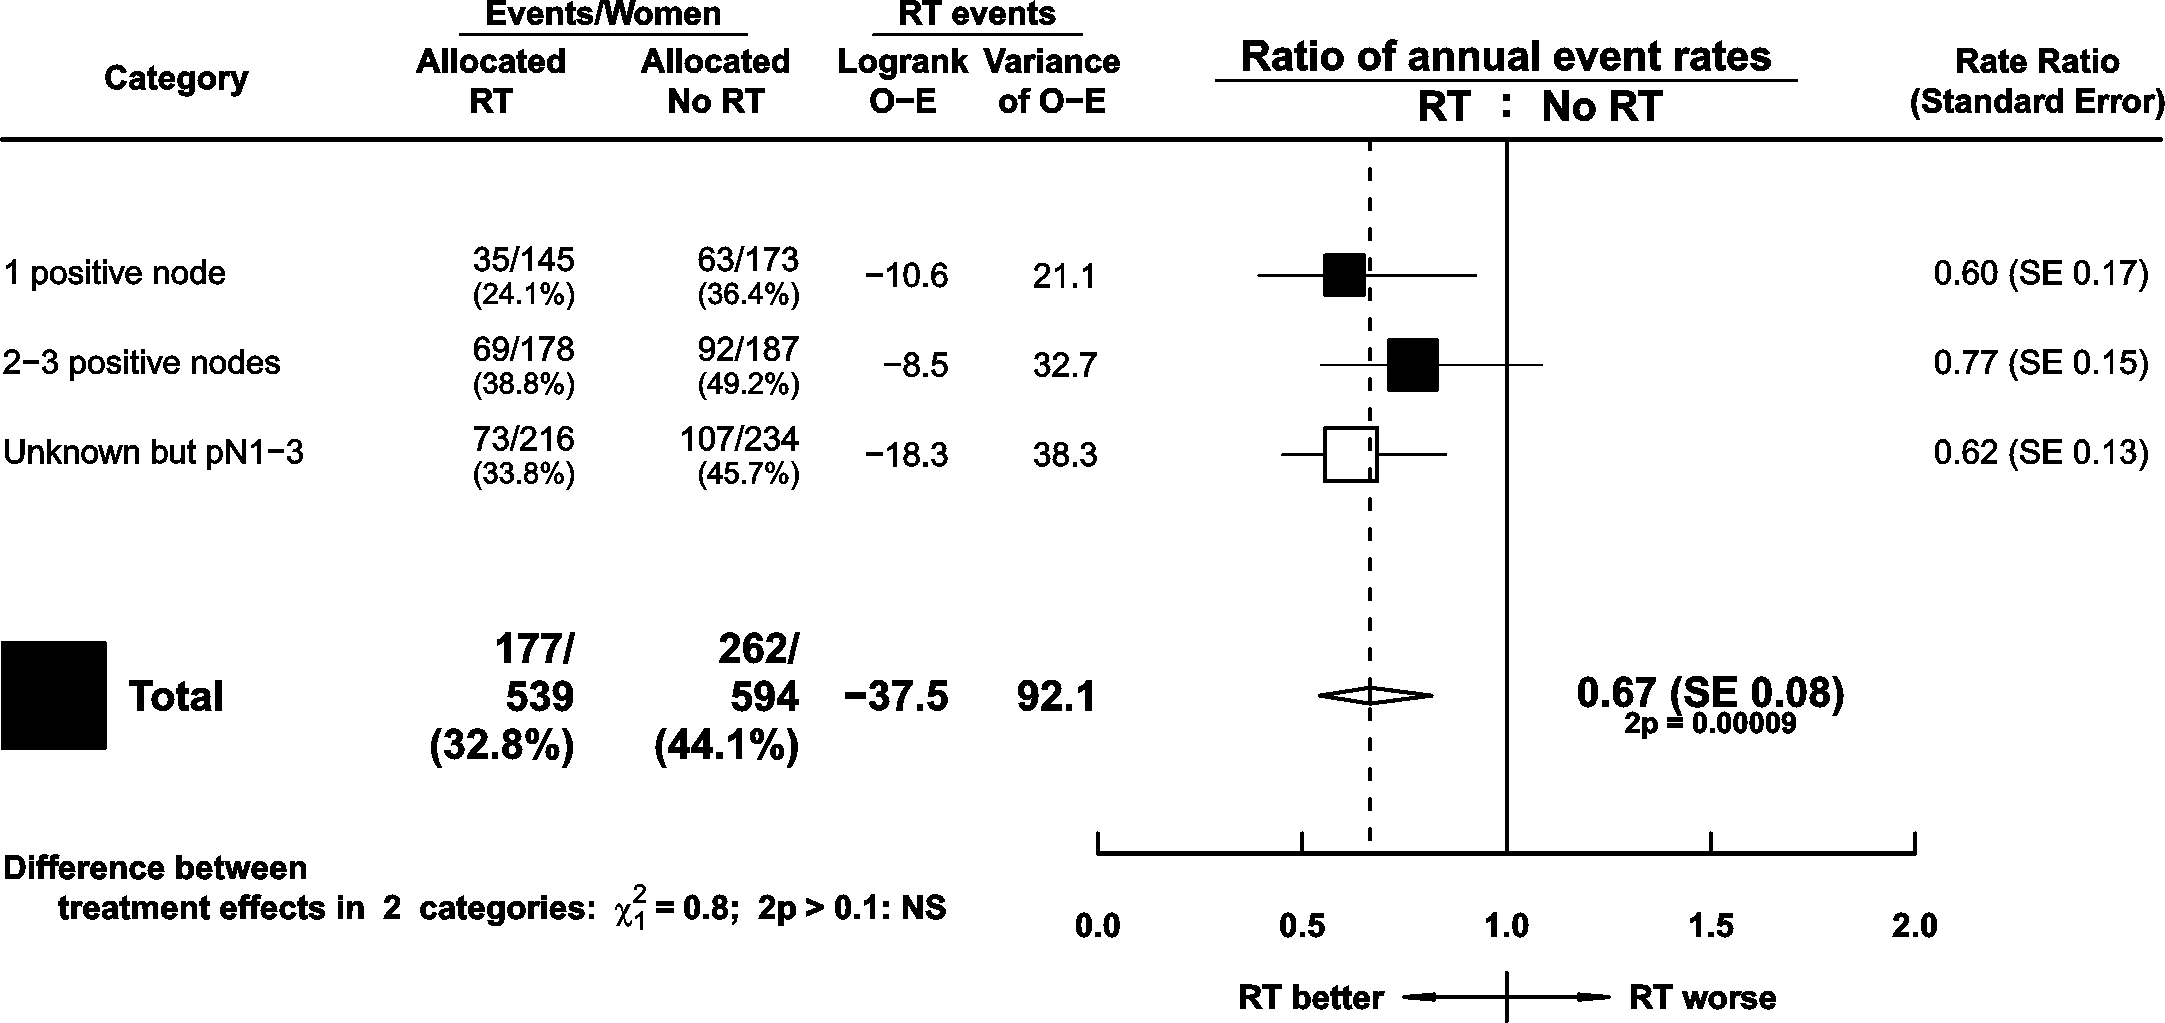 Events/Women RT events
Category Allocated RT Allocated No RT Logrank O−E Variance of O−E Ratio of annual event rates RT : No RT Rate Ratio (Standard Error)
1 positive node 35/145 (24.1%) 63/173 (36.4%) −10.6 21.1 0.60 (SE 0.17)
2−3 positive nodes 69/178 (38.8%) 92/187 (49.2%) −8.5 32.7 0.77 (SE 0.15)
Unknown but pN1−3 73/216 (33.8%) 107/234 (45.7%) −18.3 38.3 0.62 (SE 0.13)
Total 177/539 (32.8%) 262/594 (44.1%) −37.5 92.1 0.67 (SE 0.08)
2p = 0.00009
Difference between
treatment effects in 2 categories: χ²₁ = 0.8; 2p > 0.1: NS
0.0 0.5 1.0 1.5 2.0
RT better RT worse